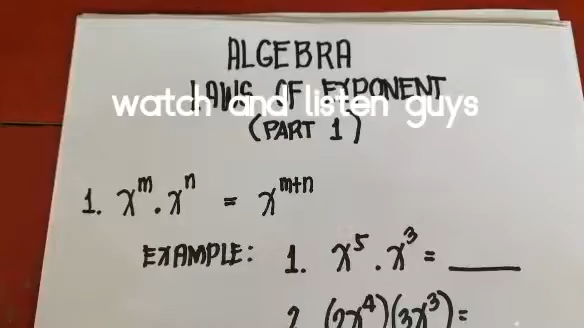 ALGEBRA
LAWS OF EXPONENT
watch and listen guys
(PART 1)
1. x^m . x^n = x^{m+n}
EXAMPLE: 1. x^5 . x^3 = ____
2. (2x^4)(3x^3) =